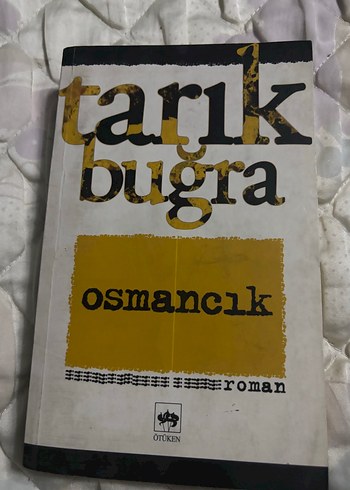 tarık
buğra
osmancık
roman
ÖTÜKEN